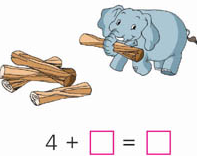 4 + □ = □